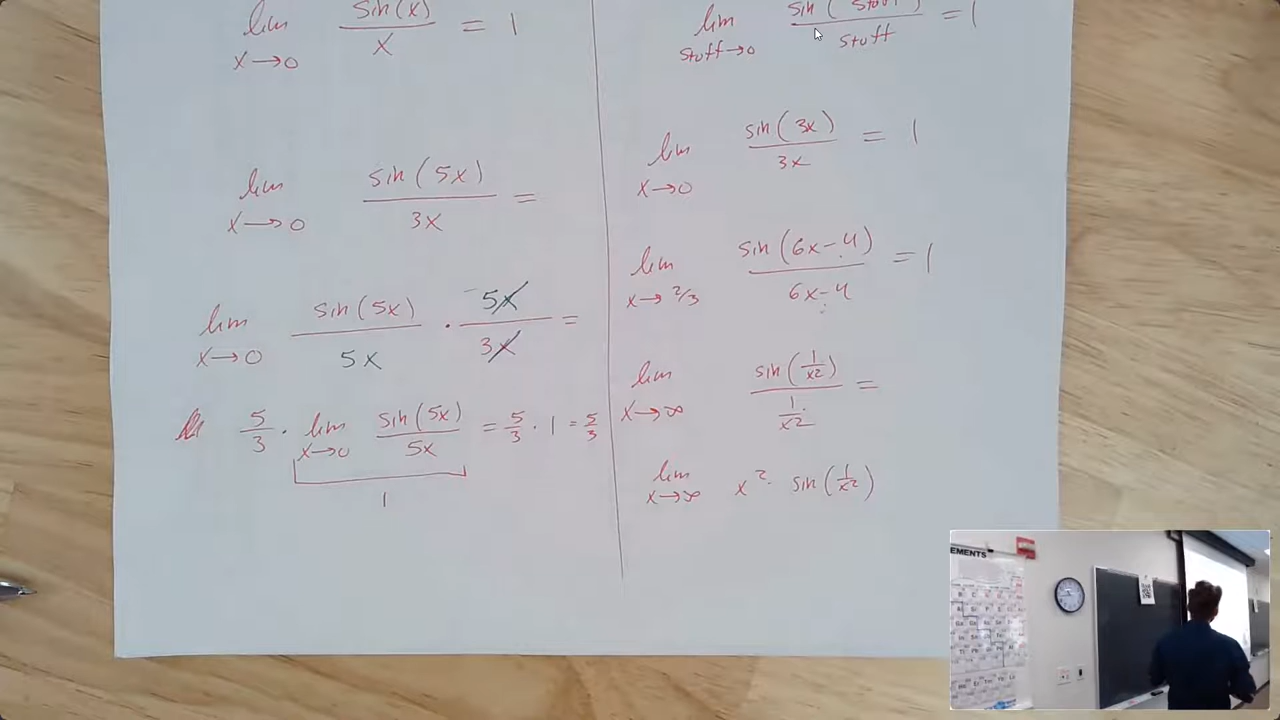 lim x→0 sin(x)/x = 1
lim x→0 sin(5x)/3x =
lim x→0 sin(5x)/5x · 5x/3x =
5/3 · lim x→0 sin(5x)/5x = 5/3 · 1 = 5/3
1
lim stuff→0 sin(stuff)/stuff = 1
lim x→0 sin(3x)/3x = 1
lim x→2/3 sin(6x-4)/6x-4 = 1
lim x→∞ sin(1/x2)/1/x2 =
lim x→∞ x² · sin(1/x2)
EMENTS